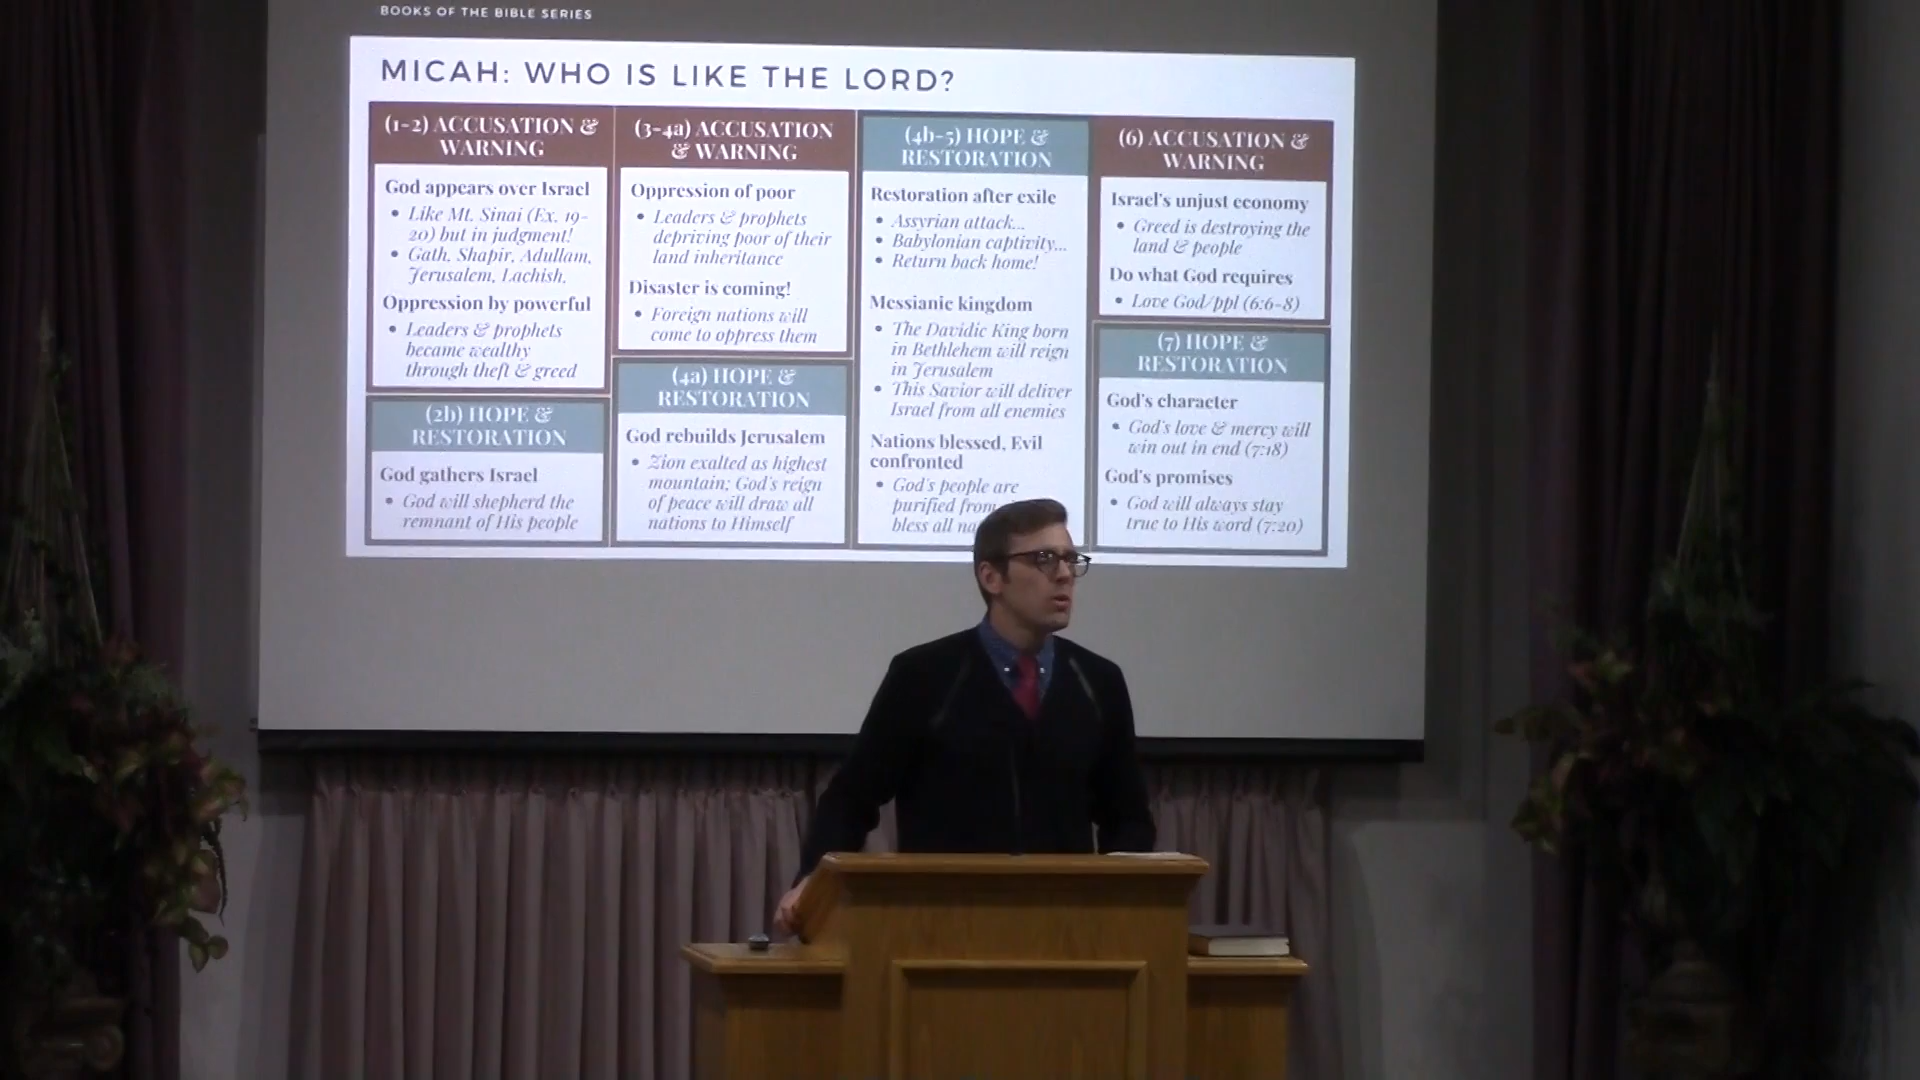 BOOKS OF THE BIBLE SERIES
MICAH: WHO IS LIKE THE LORD?
(1-2) ACCUSATION &
WARNING
God appears over Israel
• Like Mt. Sinai (Ex. 19-
20) but in judgment!
• Gath, Shapir, Adullam,
Jerusalem, Lachish,
Oppression by powerful
• Leaders & prophets
became wealthy
through theft & greed
(2b) HOPE &
RESTORATION
God gathers Israel
• God will shepherd the
remnant of His people
(3-4a) ACCUSATION
& WARNING
Oppression of poor
• Leaders & prophets
depriving poor of their
land inheritance
Disaster is coming!
• Foreign nations will
come to oppress them
(4a) HOPE &
RESTORATION
God rebuilds Jerusalem
• Zion exalted as highest
mountain; God's reign
of peace will draw all
nations to Himself
(4b-5) HOPE &
RESTORATION
Restoration after exile
• Assyrian attack...
• Babylonian captivity...
• Return back home!
Messianic kingdom
• The Davidic King born
in Bethlehem will reign
in Jerusalem
• This Savior will deliver
Israel from all enemies
Nations blessed, Evil
confronted
• God's people are
purified from
bless all
(6) ACCUSATION &
WARNING
Israel's unjust economy
• Greed is destroying the
land & people
Do what God requires
• Love God/ppl (6:6-8)
(7) HOPE &
RESTORATION
God's character
• God's love & mercy will
win out in end (7:18)
God's promises
• God will always stay
true to His word (7:20)